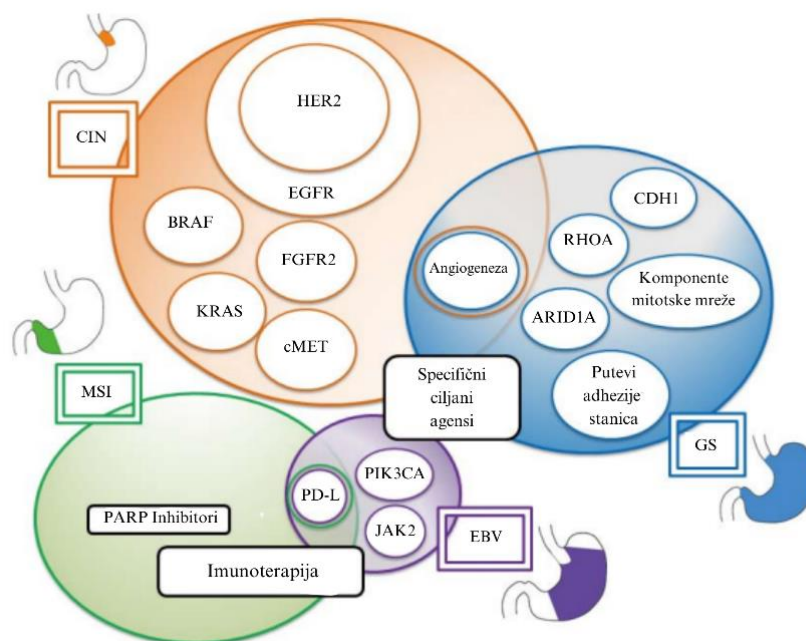 CIN
HER2
EGFR
BRAF
FGFR2
KRAS
cMET
Angiogeneza
CDH1
RHOA
Komponente
mitotske mreže
ARID1A
Putevi
adhezije
stanica
Specifični
ciljani
agensi
GS
MSI
PARP Inhibitori
PD-L
PIK3CA
JAK2
EBV
Imunoterapija